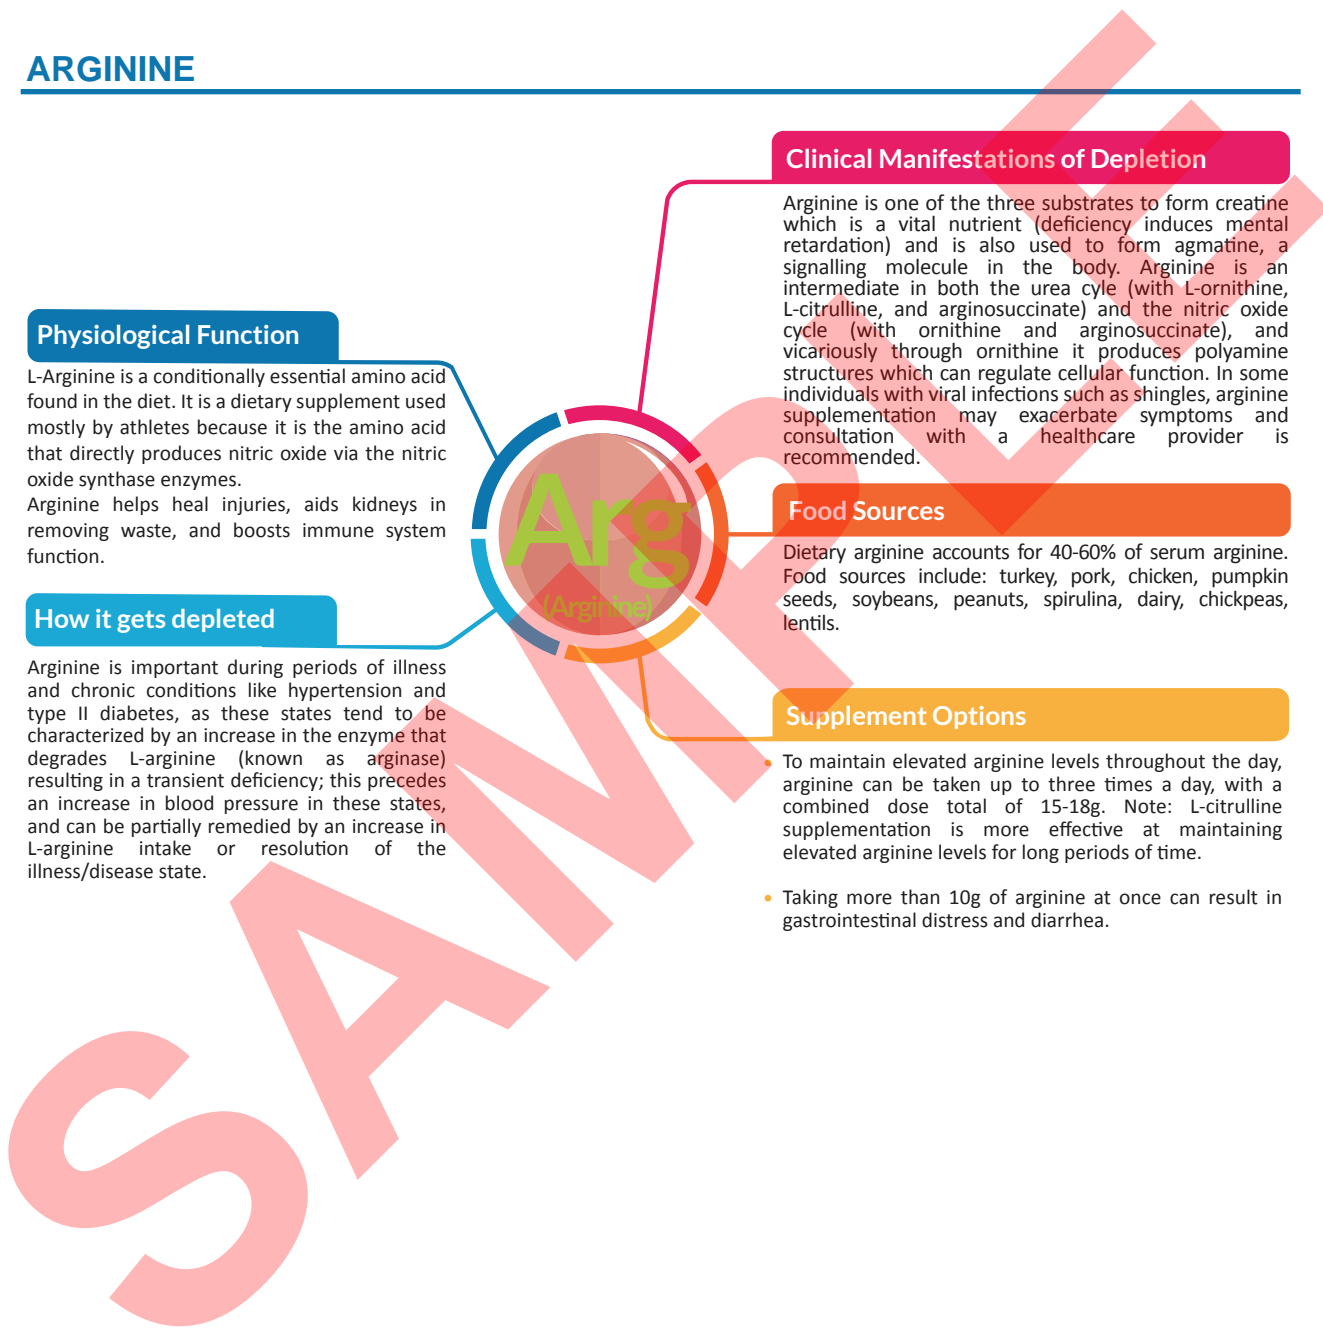 ARGININE
Physiological Function
L-Arginine is a conditionally essential amino acid
found in the diet. It is a dietary supplement used
mostly by athletes because it is the amino acid
that directly produces nitric oxide via the nitric
oxide synthase enzymes.
Arginine helps heal injuries, aids kidneys in
removing waste, and boosts immune system
function.
How it gets depleted
Arginine is important during periods of illness
and chronic conditions like hypertension and
type II diabetes, as these states tend to be
characterized by an increase in the enzyme that
degrades L-arginine (known as arginase)
resulting in a transient deficiency; this precedes
an increase in blood pressure in these states,
and can be partially remedied by an increase in
L-arginine intake or resolution of the
illness/disease state.
Arg
(Arginine)
Clinical Manifestations of Depletion
Arginine is one of the three substrates to form creatine
which is a vital nutrient (deficiency induces mental
retardation) and is also used to form agmatine, a
signalling molecule in the body. Arginine is an
intermediate in both the urea cyle (with L-ornithine,
L-citrulline, and arginosuccinate) and the nitric oxide
cycle (with ornithine and arginosuccinate), and
vicariously through ornithine it produces polyamine
structures which can regulate cellular function. In some
individuals with viral infections such as shingles, arginine
supplementation may exacerbate symptoms and
consultation with a healthcare provider is
recommended.
Food Sources
Dietary arginine accounts for 40-60% of serum arginine.
Food sources include: turkey, pork, chicken, pumpkin
seeds, soybeans, peanuts, spirulina, dairy, chickpeas,
lentils.
Supplement Options
• To maintain elevated arginine levels throughout the day,
arginine can be taken up to three times a day, with a
combined dose total of 15-18g. Note: L-citrulline
supplementation is more effective at maintaining
elevated arginine levels for long periods of time.
• Taking more than 10g of arginine at once can result in
gastrointestinal distress and diarrhea.
SAMPLE